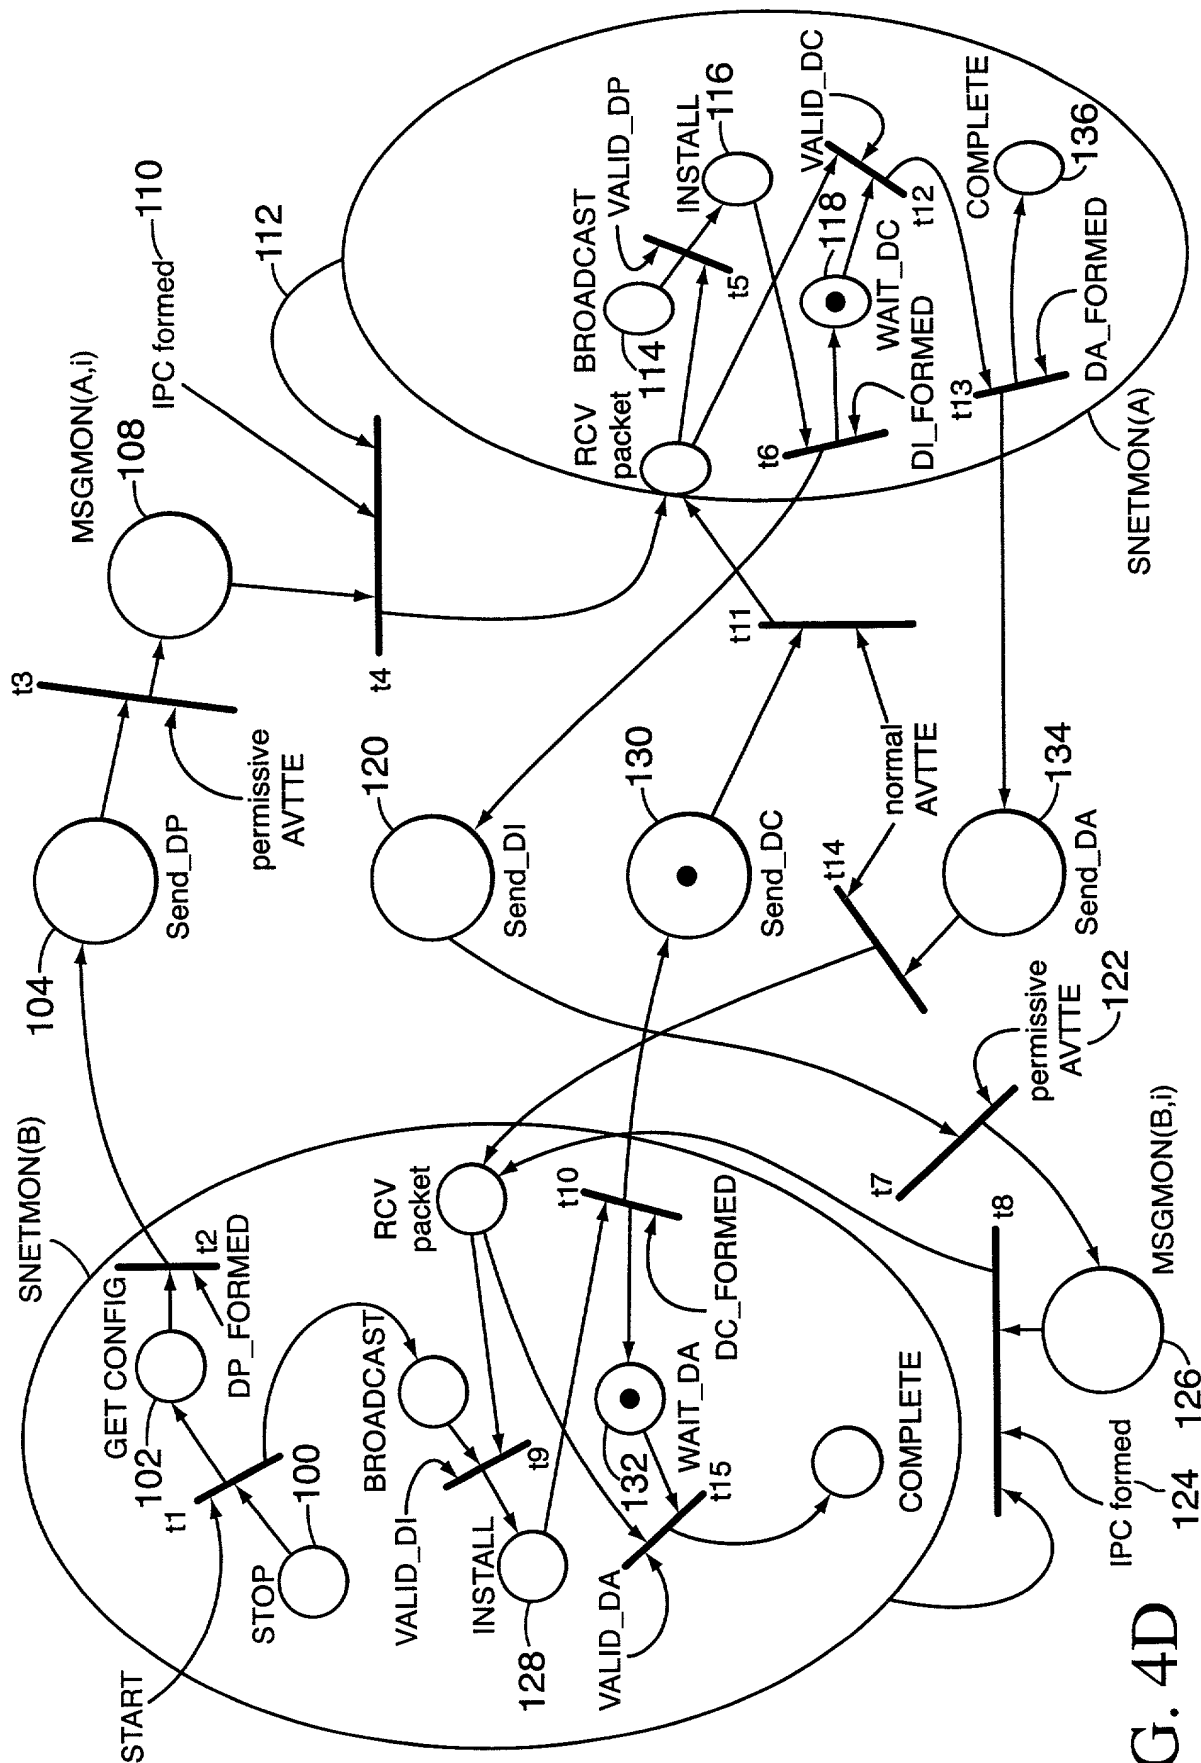 START
SNETMON(B)
STOP
100
t1
102
GET CONFIG
t2
DP_FORMED
BROADCAST
VALID_DI
t9
INSTALL
128
RCV
packet
t10
DC_FORMED
WAIT_DA
132
t15
VALID_DA
COMPLETE
104
Send_DP
t3
permissive
AVTTE
MSGMON(A,i)
108
IPC formed
110
112
t4
120
Send_DI
130
Send_DC
t11
normal
AVTTE
t14
134
Send_DA
permissive
AVTTE
122
t7
t8
MSGMON(B,i)
126
IPC formed
124
RCV
packet
BROADCAST
114
VALID_DP
t5
INSTALL
116
t6
DI_FORMED
WAIT_DC
118
VALID_DC
t12
t13
DA_FORMED
COMPLETE
136
SNETMON(A)
G. 4D